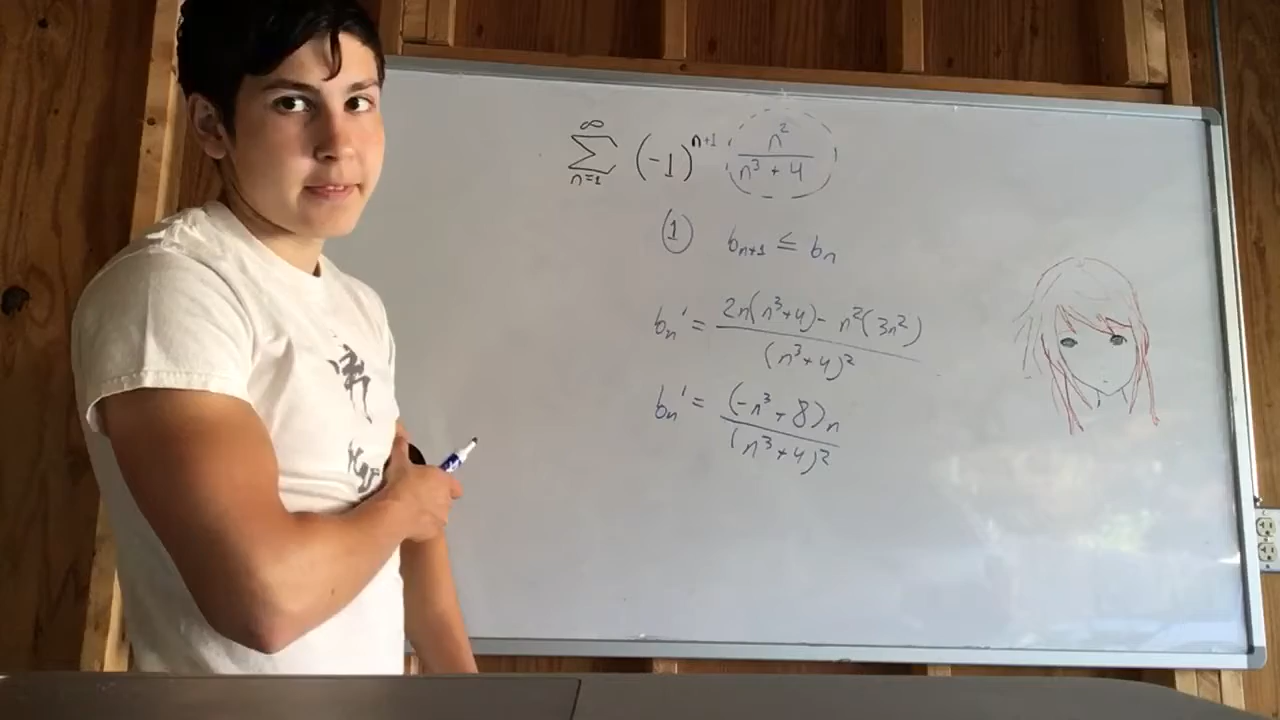 ∞
∑ (-1)^{n+1} n²/(n³+4)
n=1
① b_{n+1} ≤ b_n
b_n' = (2n(n³+4) - n²(3n²))/(n³+4)²
b_n' = ((-n³+8)n)/(n³+4)²